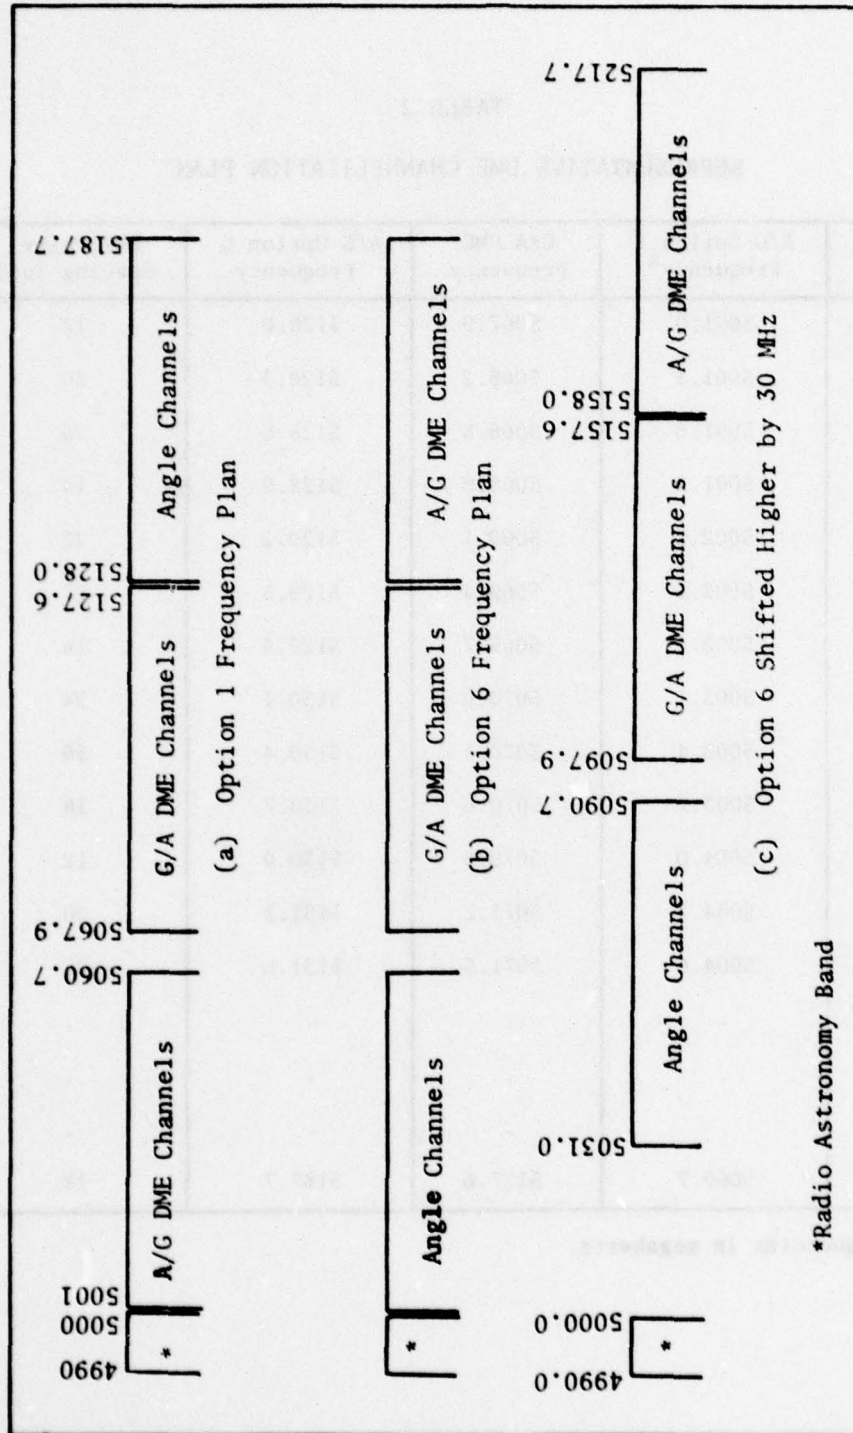 4990 5000 5001 5060.7 5067.9 5127.6 5128.0 5187.7
* A/G DME Channels G/A DME Channels Angle Channels
(a) Option 1 Frequency Plan
* Angle Channels G/A DME Channels A/G DME Channels
(b) Option 6 Frequency Plan
4990.0 5000.0 5031.0 5090.7 5097.9 5157.6 5158.0 5217.7
* Angle Channels G/A DME Channels A/G DME Channels
(c) Option 6 Shifted Higher by 30 MHz
*Radio Astronomy Band